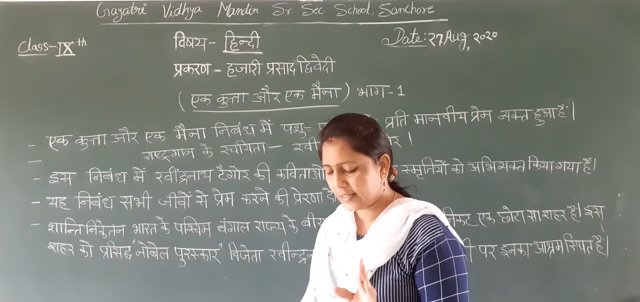 Gayatri Vidhya Mandir Sr. Sec School, Sanchore
Class-IXth
विषय- हिन्दी
Date: 27 Aug, 2020
प्रकरण- हजारी प्रसाद द्विवेदी
(एक कुत्ता और एक मैना) भाग-1
- एक कुत्ता और एक मैना निबंध में पशु- प्रति मानवीय प्रेम व्यक्त हुआ है।
- राष्ट्रगान के रचयिता-
- इस निबंध में रवीन्द्रनाथ टैगोर की कविताओं स्मृतियों को अभिव्यक्त किया गया है।
- यह निबंध सभी जीवों से प्रेम करने की प्रेरणा
- शान्ति निकेतन भारत के पश्चिम बंगाल राज्य के एक छोटा सा शहर है। इस
शहर को प्रसिद्ध "नोबेल पुरस्कार" विजेता पर इनका आश्रम स्थित है।